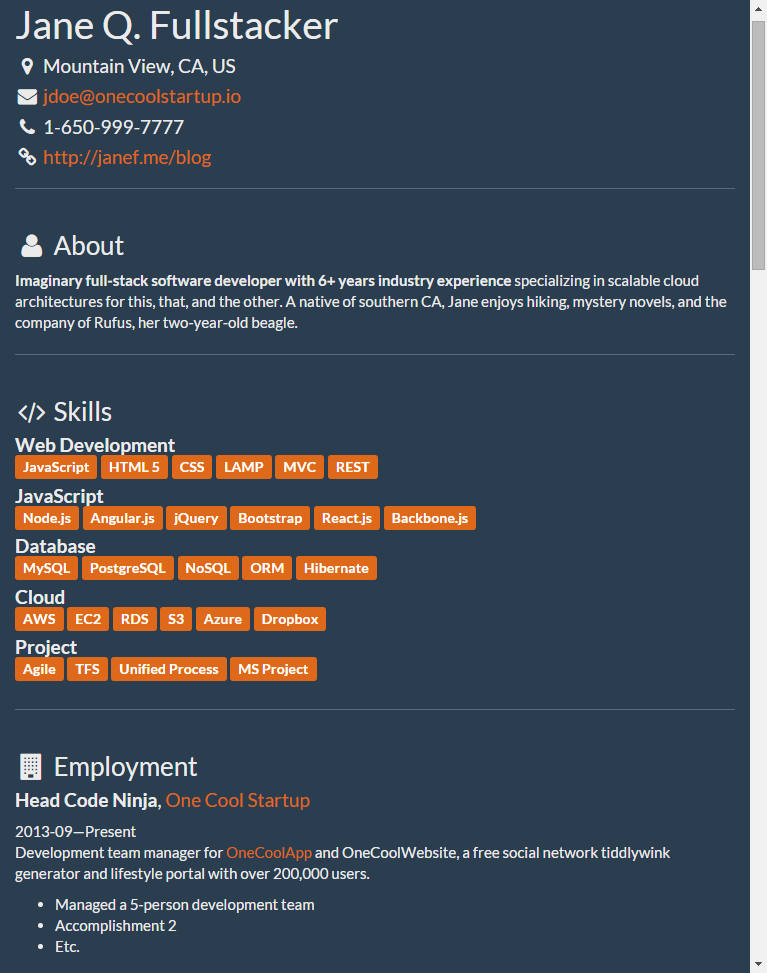 Jane Q. Fullstacker
Mountain View, CA, US
jdoe@onecoolstartup.io
1-650-999-7777
http://janef.me/blog
About
Imaginary full-stack software developer with 6+ years industry experience specializing in scalable cloud
architectures for this, that, and the other. A native of southern CA, Jane enjoys hiking, mystery novels, and the
company of Rufus, her two-year-old beagle.
</> Skills
Web Development
JavaScript HTML 5 CSS LAMP MVC REST
JavaScript
Node.js Angular.js jQuery Bootstrap React.js Backbone.js
Database
MySQL PostgreSQL NoSQL ORM Hibernate
Cloud
AWS EC2 RDS S3 Azure Dropbox
Project
Agile TFS Unified Process MS Project
Employment
Head Code Ninja, One Cool Startup
2013-09—Present
Development team manager for OneCoolApp and OneCoolWebsite, a free social network tiddlywink
generator and lifestyle portal with over 200,000 users.
• Managed a 5-person development team
• Accomplishment 2
• Etc.